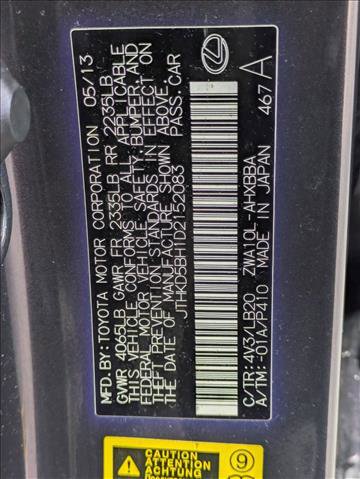 MFD. BY: TOYOTA MOTOR CORPORATION 05/13
GVWR 4065LB GAWR FR 2335LB RR 2235LB
THIS VEHICLE CONFORMS TO ALL APPLICABLE
FEDERAL MOTOR VEHICLE SAFETY, BUMPER, AND
THEFT PREVENTION STANDARDS IN EFFECT ON
THE DATE OF MANUFACTURE SHOWN ABOVE.
JTHKD5BH1D2152083 PASS.CAR
C/TR: 4V3/LB20 ZWA10L-AHXBBA
A/TM: -01A/P410 MADE IN JAPAN 467 A
CAUTION
ATTENTION
9